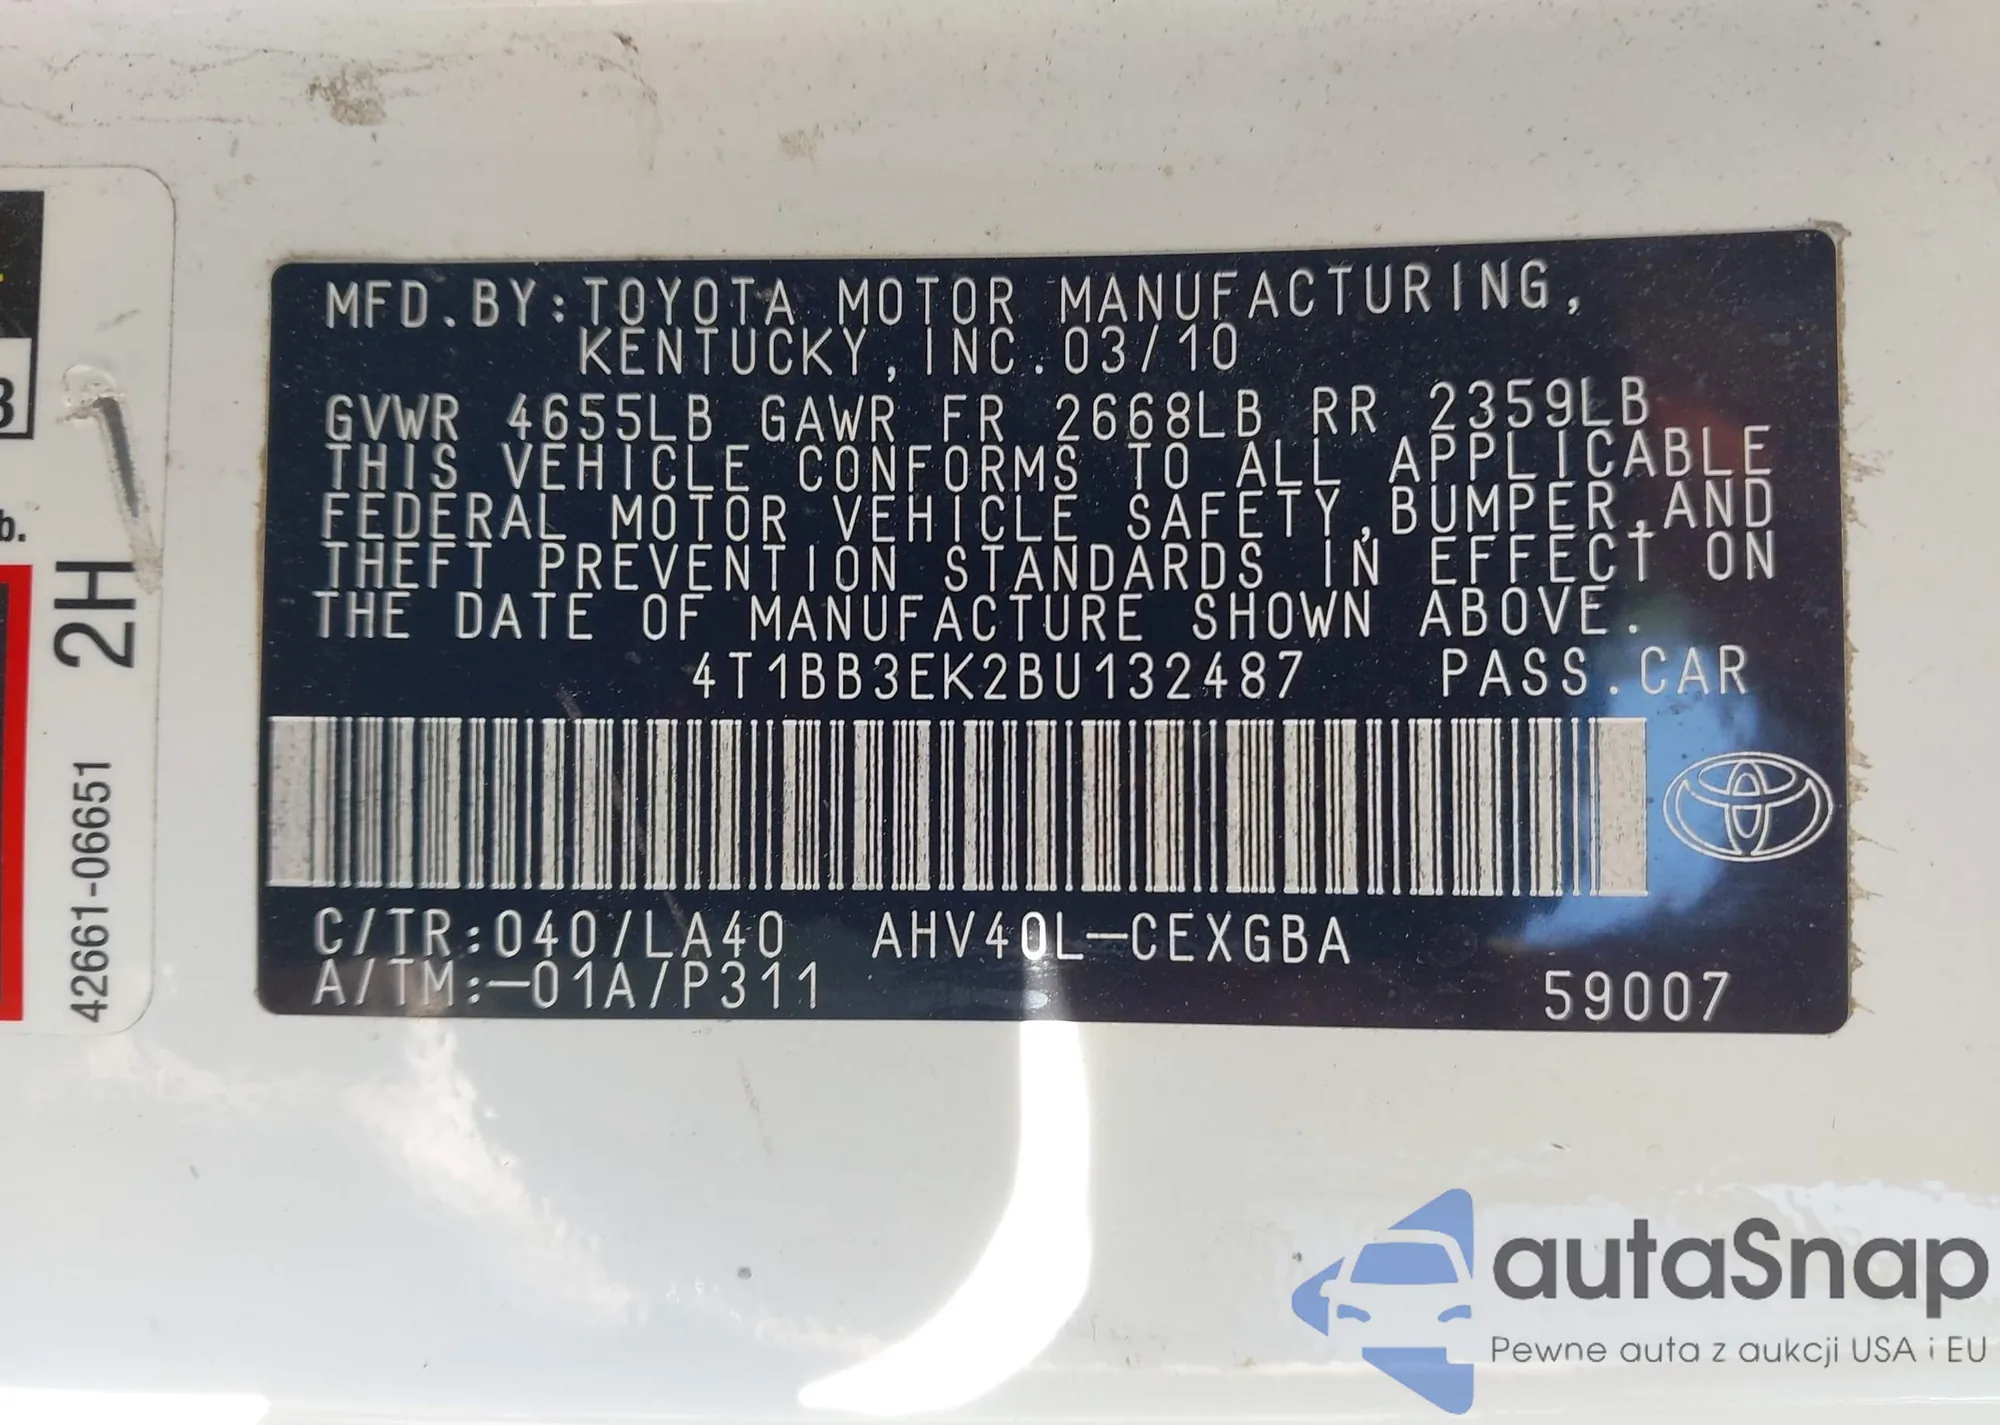 MFD.BY:TOYOTA MOTOR MANUFACTURING,
KENTUCKY,INC.03/10
GVWR 4655LB GAWR FR 2668LB RR 2359LB
THIS VEHICLE CONFORMS TO ALL APPLICABLE
FEDERAL MOTOR VEHICLE SAFETY,BUMPER,AND
THEFT PREVENTION STANDARDS IN EFFECT ON
THE DATE OF MANUFACTURE SHOWN ABOVE.
4T1BB3EK2BU132487 PASS.CAR
C/TR:040/LA40 AHV40L-CEXGBA
A/TM:-01A/P311
59007
2H
42661-06651
autaSnap
Pewne auta z aukcji USA i EU